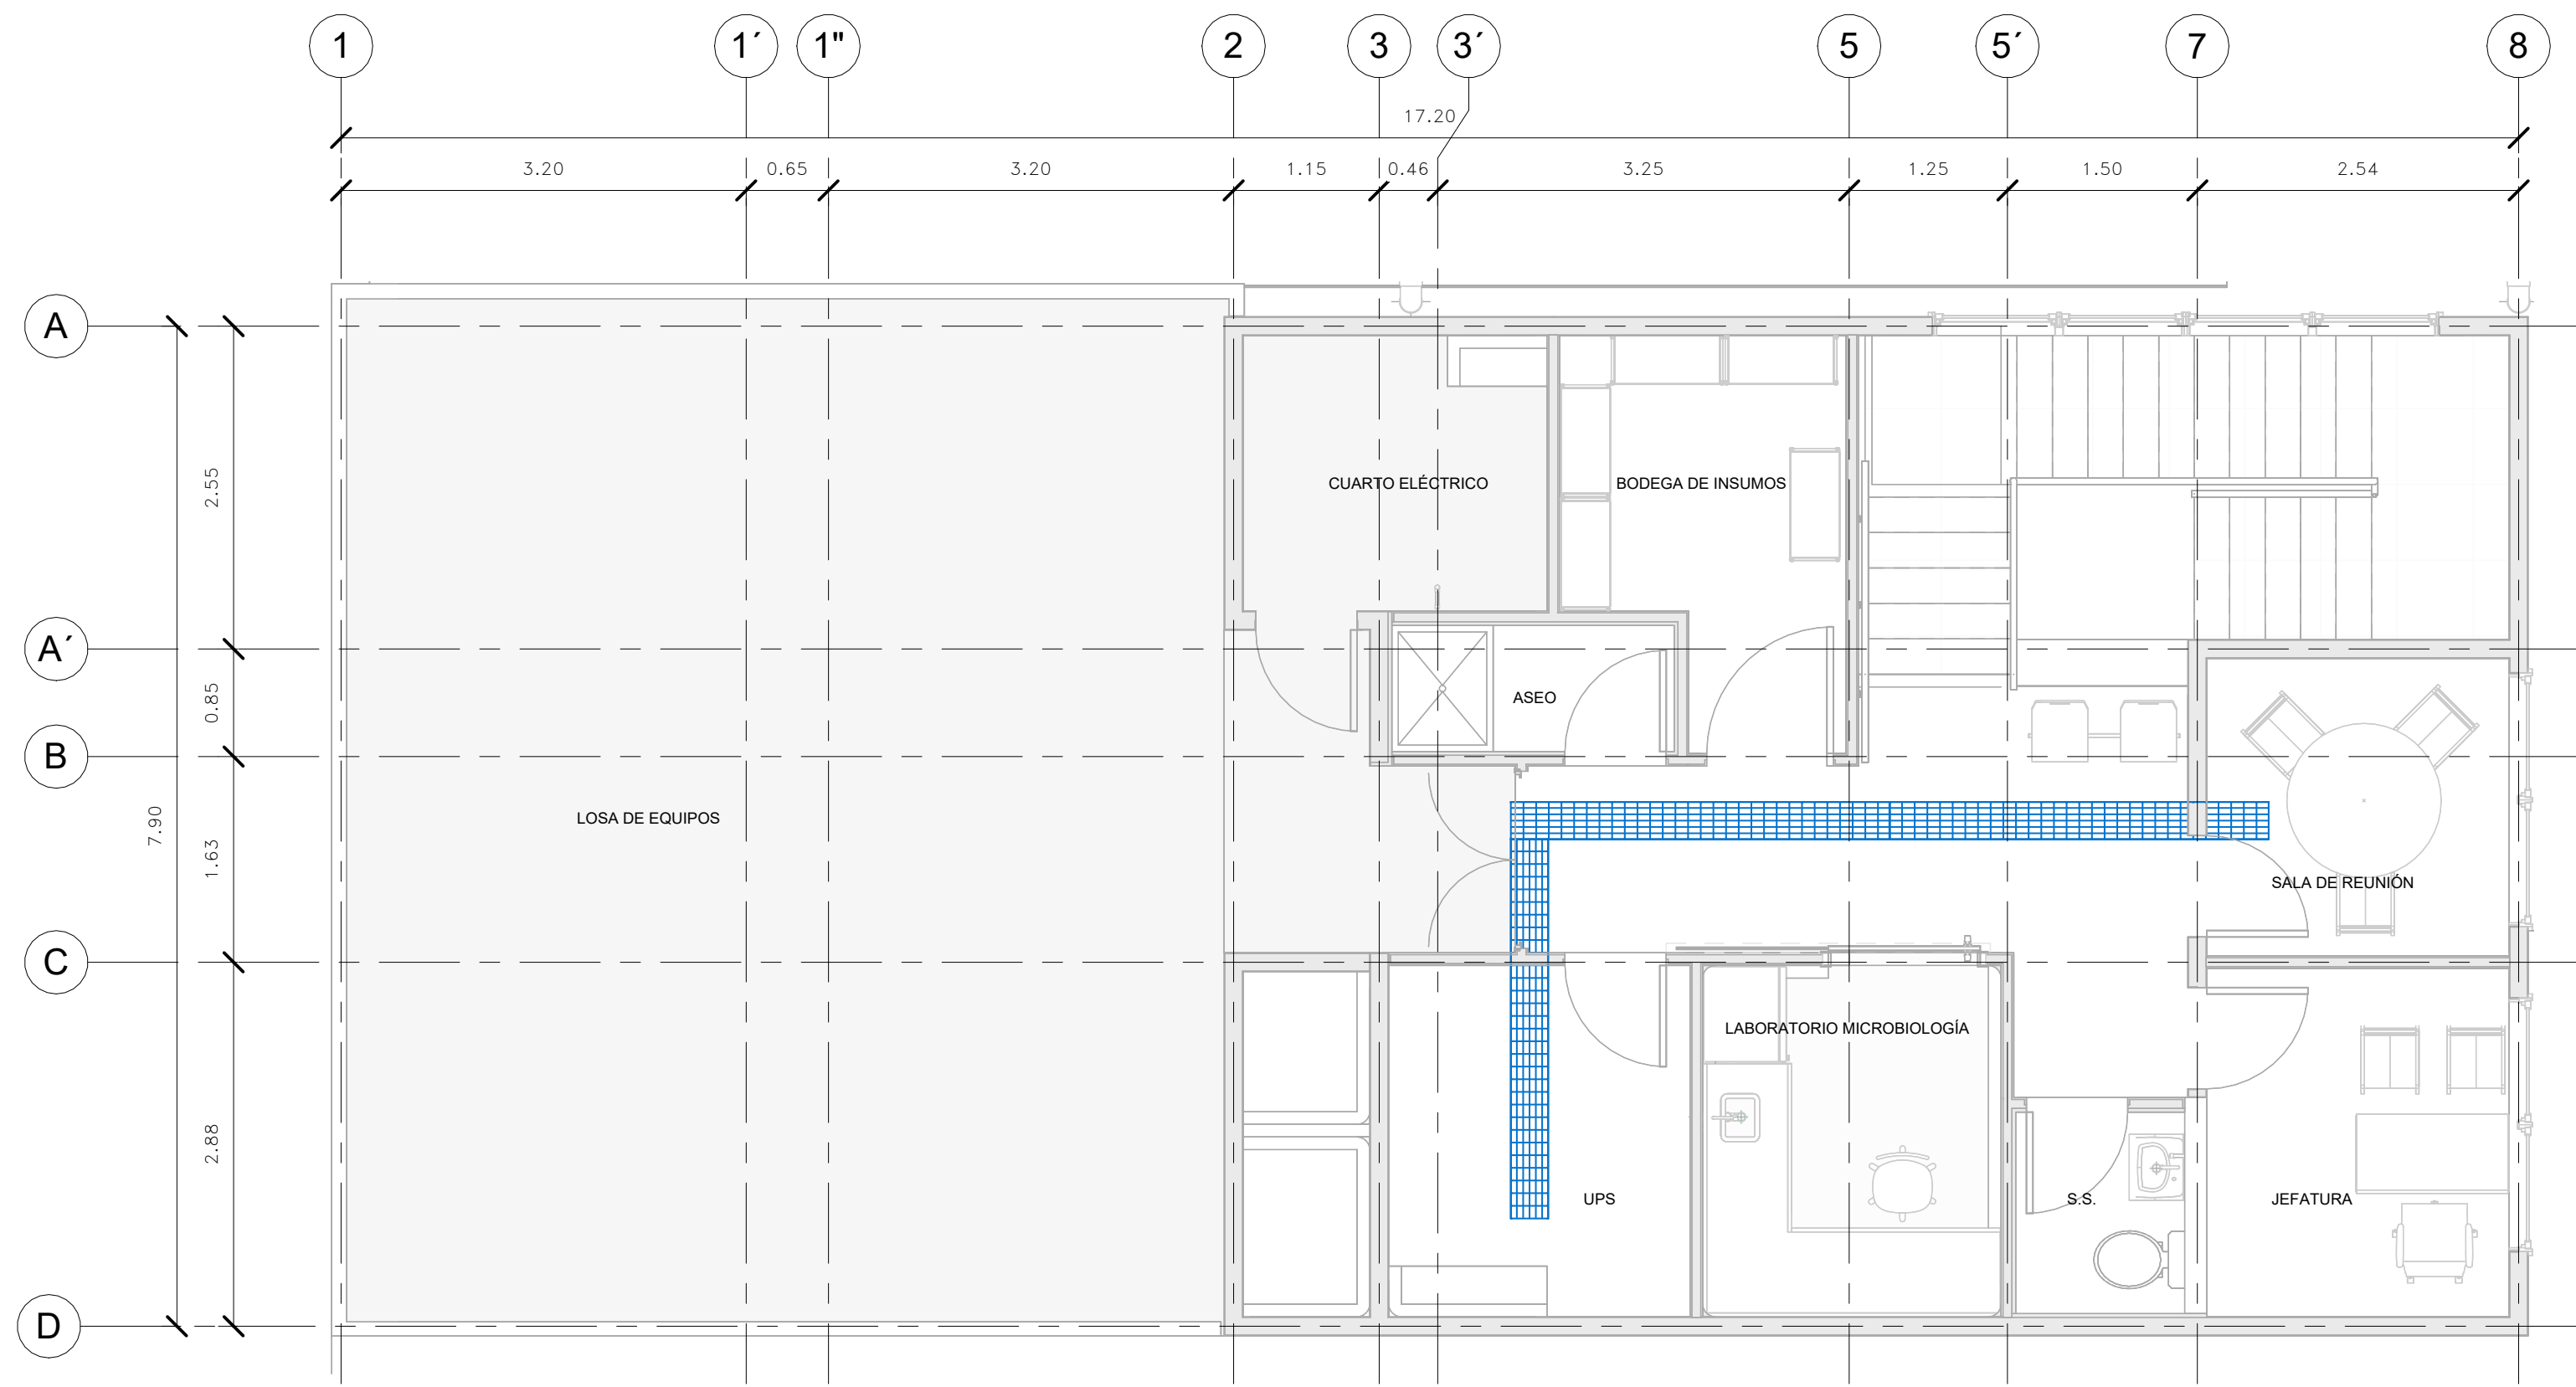 1 1´ 1" 2 3 3´ 5 5´ 7 8
17.20
3.20 0.65 3.20 1.15 0.46 3.25 1.25 1.50 2.54
A
2.55
CUARTO ELÉCTRICO BODEGA DE INSUMOS
A´
0.85
ASEO
B
7.90
1.63
LOSA DE EQUIPOS
SALA DE REUNIÓN
C
LABORATORIO MICROBIOLOGÍA
2.88
UPS S.S. JEFATURA
D